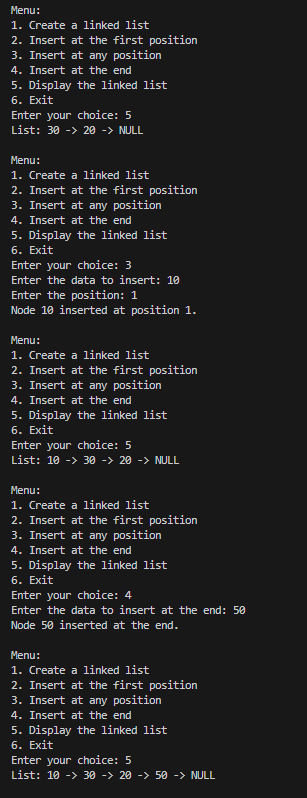 Menu:
1. Create a linked list
2. Insert at the first position
3. Insert at any position
4. Insert at the end
5. Display the linked list
6. Exit
Enter your choice: 5
List: 30 -> 20 -> NULL
Menu:
1. Create a linked list
2. Insert at the first position
3. Insert at any position
4. Insert at the end
5. Display the linked list
6. Exit
Enter your choice: 3
Enter the data to insert: 10
Enter the position: 1
Node 10 inserted at position 1.
Menu:
1. Create a linked list
2. Insert at the first position
3. Insert at any position
4. Insert at the end
5. Display the linked list
6. Exit
Enter your choice: 5
List: 10 -> 30 -> 20 -> NULL
Menu:
1. Create a linked list
2. Insert at the first position
3. Insert at any position
4. Insert at the end
5. Display the linked list
6. Exit
Enter your choice: 4
Enter the data to insert at the end: 50
Node 50 inserted at the end.
Menu:
1. Create a linked list
2. Insert at the first position
3. Insert at any position
4. Insert at the end
5. Display the linked list
6. Exit
Enter your choice: 5
List: 10 -> 30 -> 20 -> 50 -> NULL